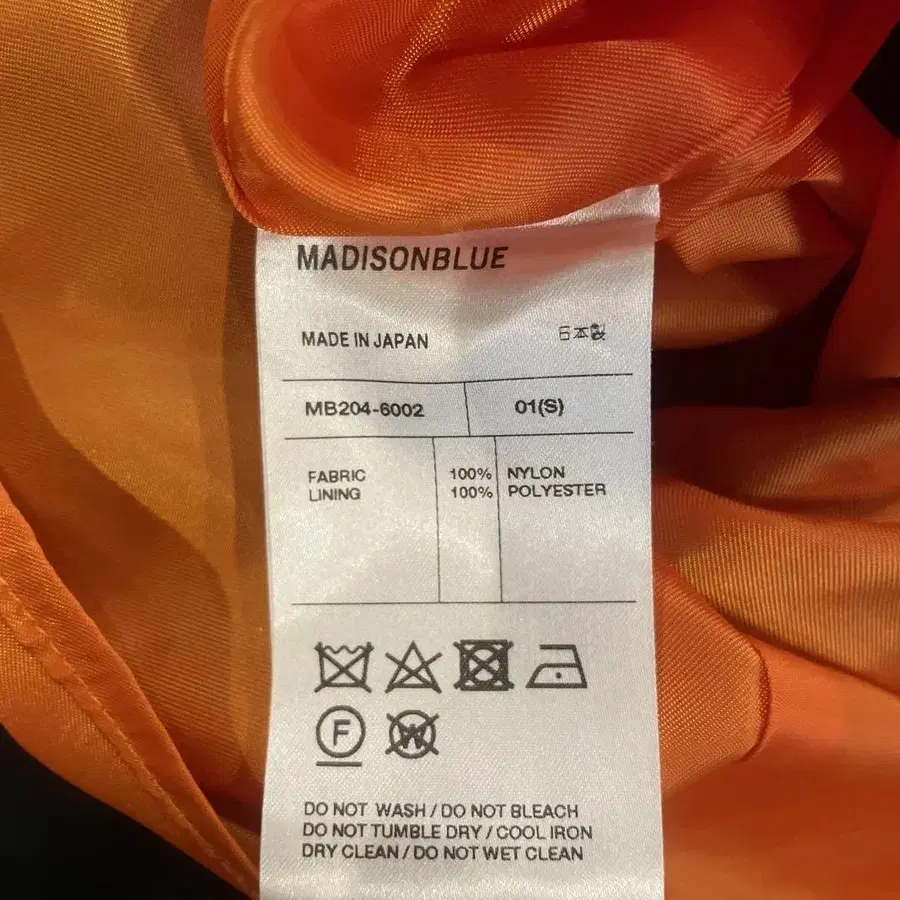 MADISONBLUE
MADE IN JAPAN 日本製
MB204-6002 01(S)
FABRIC 100% NYLON
LINING 100% POLYESTER
F W
DO NOT WASH / DO NOT BLEACH
DO NOT TUMBLE DRY / COOL IRON
DRY CLEAN / DO NOT WET CLEAN